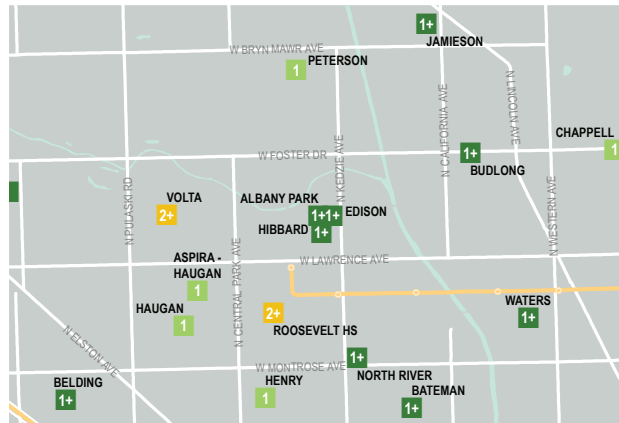 1+
JAMIESON
W BRYN MAWR AVE
PETERSON
1
N LINCOLN AVE
N CALIFORNIA AVE
CHAPPELL
1
W FOSTER DR
N KEDZIE AVE
1+
BUDLONG
N PULASKI RD
VOLTA
2+
ALBANY PARK
1+1+
EDISON
HIBBARD
1+
N CENTRAL PARK AVE
N WESTERN AVE
W LAWRENCE AVE
ASPIRA -
HAUGAN
1
HAUGAN
1
2+
ROOSEVELT HS
WATERS
1+
N ELSTON AVE
W MONTROSE AVE
1+
NORTH RIVER
BELDING
1+
HENRY
1
BATEMAN
1+